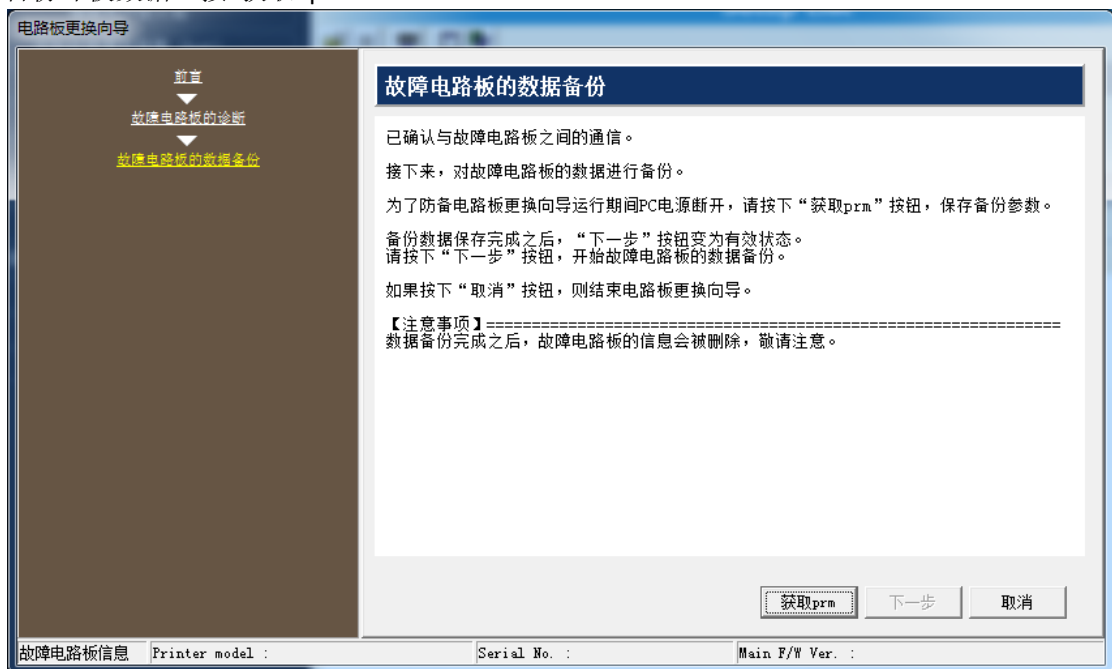 电路板更换向导
前言
故障电路板的诊断
故障电路板的数据备份
故障电路板的数据备份
已确认与故障电路板之间的通信。
接下来，对故障电路板的数据进行备份。
为了防备电路板更换向导运行期间PC电源断开，请按下“获取prm”按钮，保存备份参数。
备份数据保存完成之后，“下一步”按钮变为有效状态。
请按下“下一步”按钮，开始故障电路板的数据备份。
如果按下“取消”按钮，则结束电路板更换向导。
【注意事项】===============================================================
数据备份完成之后，故障电路板的信息会被删除，敬请注意。
获取prm 下一步 取消
故障电路板信息 Printer model : Serial No. : Main F/W Ver. :